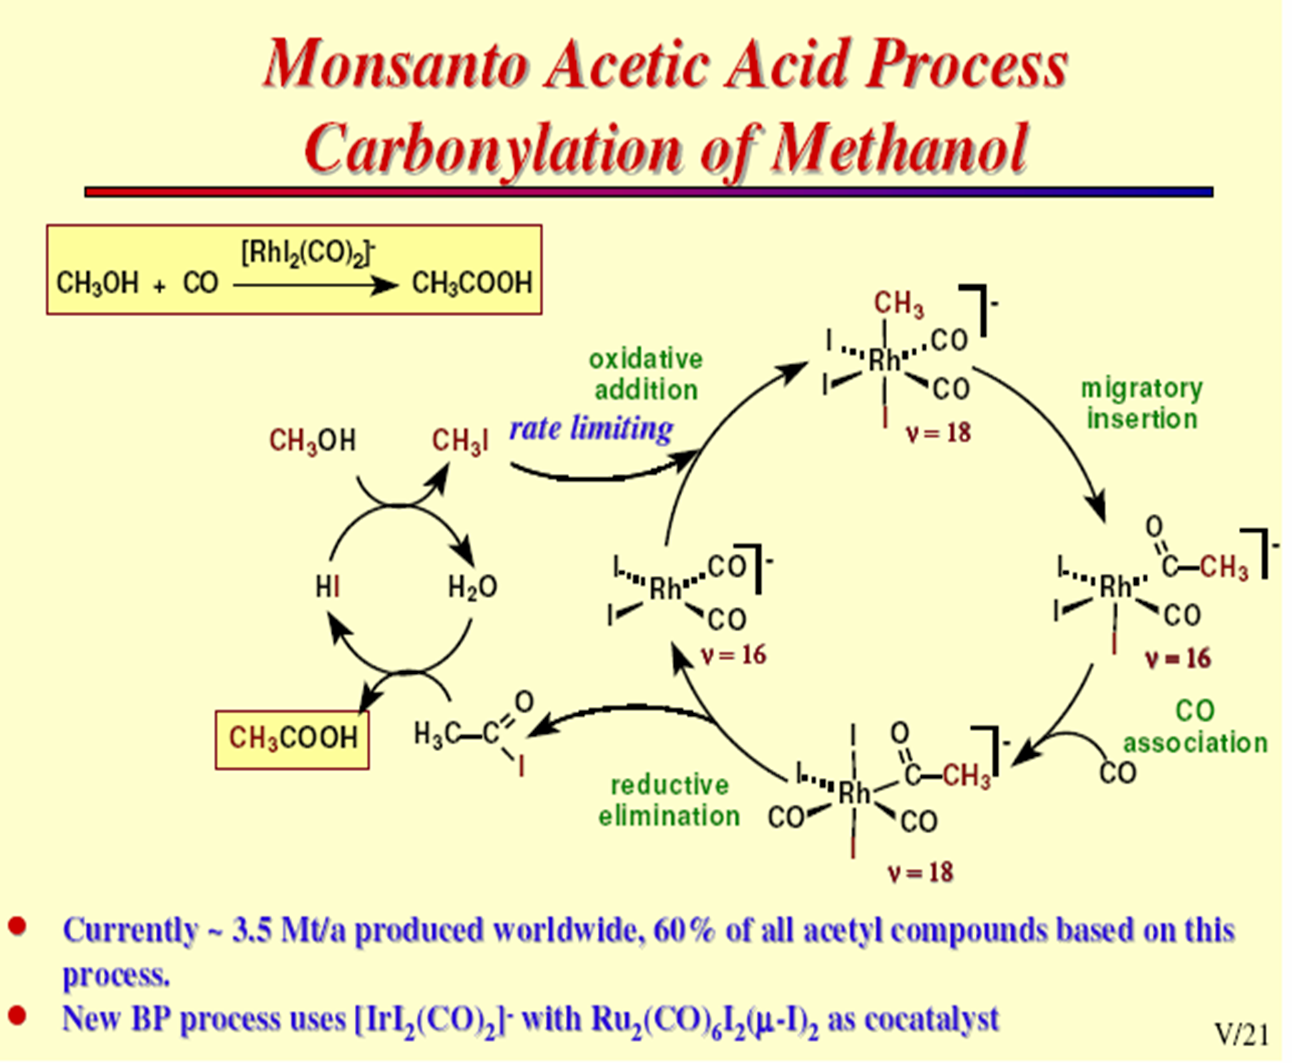 Monsanto Acetic Acid Process
Carbonylation of Methanol
[RhI₂(CO)₂]⁻
CH₃OH + CO → CH₃COOH
oxidative
addition
rate limiting
CH₃OH
CH₃I
HI
H₂O
CH₃COOH
H₃C–C
O
I
CH₃
I
CO
Rh
I
CO
I
]⁻
ν = 18
migratory
insertion
O
I
C–CH₃
Rh
I
CO
I
]⁻
ν = 16
CO
association
CO
I
O
I
C–CH₃
Rh
CO
CO
I
]⁻
ν = 18
reductive
elimination
I
CO
Rh
I
CO
]⁻
ν = 16
• Currently ~ 3.5 Mt/a produced worldwide, 60% of all acetyl compounds based on this
process.
• New BP process uses [IrI₂(CO)₂]⁻ with Ru₂(CO)₆I₂(μ-I)₂ as cocatalyst
V/21